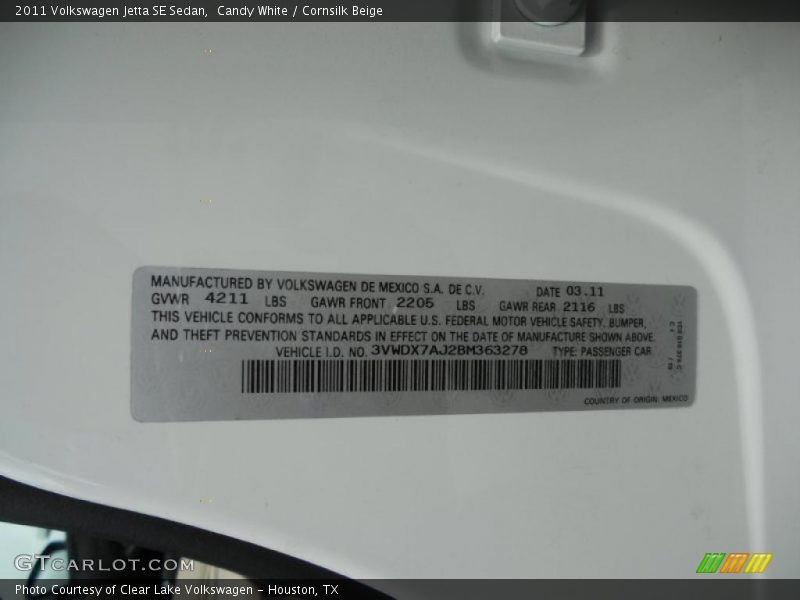 2011 Volkswagen Jetta SE Sedan, Candy White / Cornsilk Beige
MANUFACTURED BY VOLKSWAGEN DE MEXICO S.A. DE C.V. DATE 03.11
GVWR 4211 LBS GAWR FRONT 2205 LBS GAWR REAR 2116 LBS
THIS VEHICLE CONFORMS TO ALL APPLICABLE U.S. FEDERAL MOTOR VEHICLE SAFETY, BUMPER,
AND THEFT PREVENTION STANDARDS IN EFFECT ON THE DATE OF MANUFACTURE SHOWN ABOVE.
VEHICLE I.D. NO. 3VWDX7AJ2BM363278 TYPE: PASSENGER CAR
COUNTRY OF ORIGIN: MEXICO
GTCARLOT.COM
Photo Courtesy of Clear Lake Volkswagen - Houston, TX